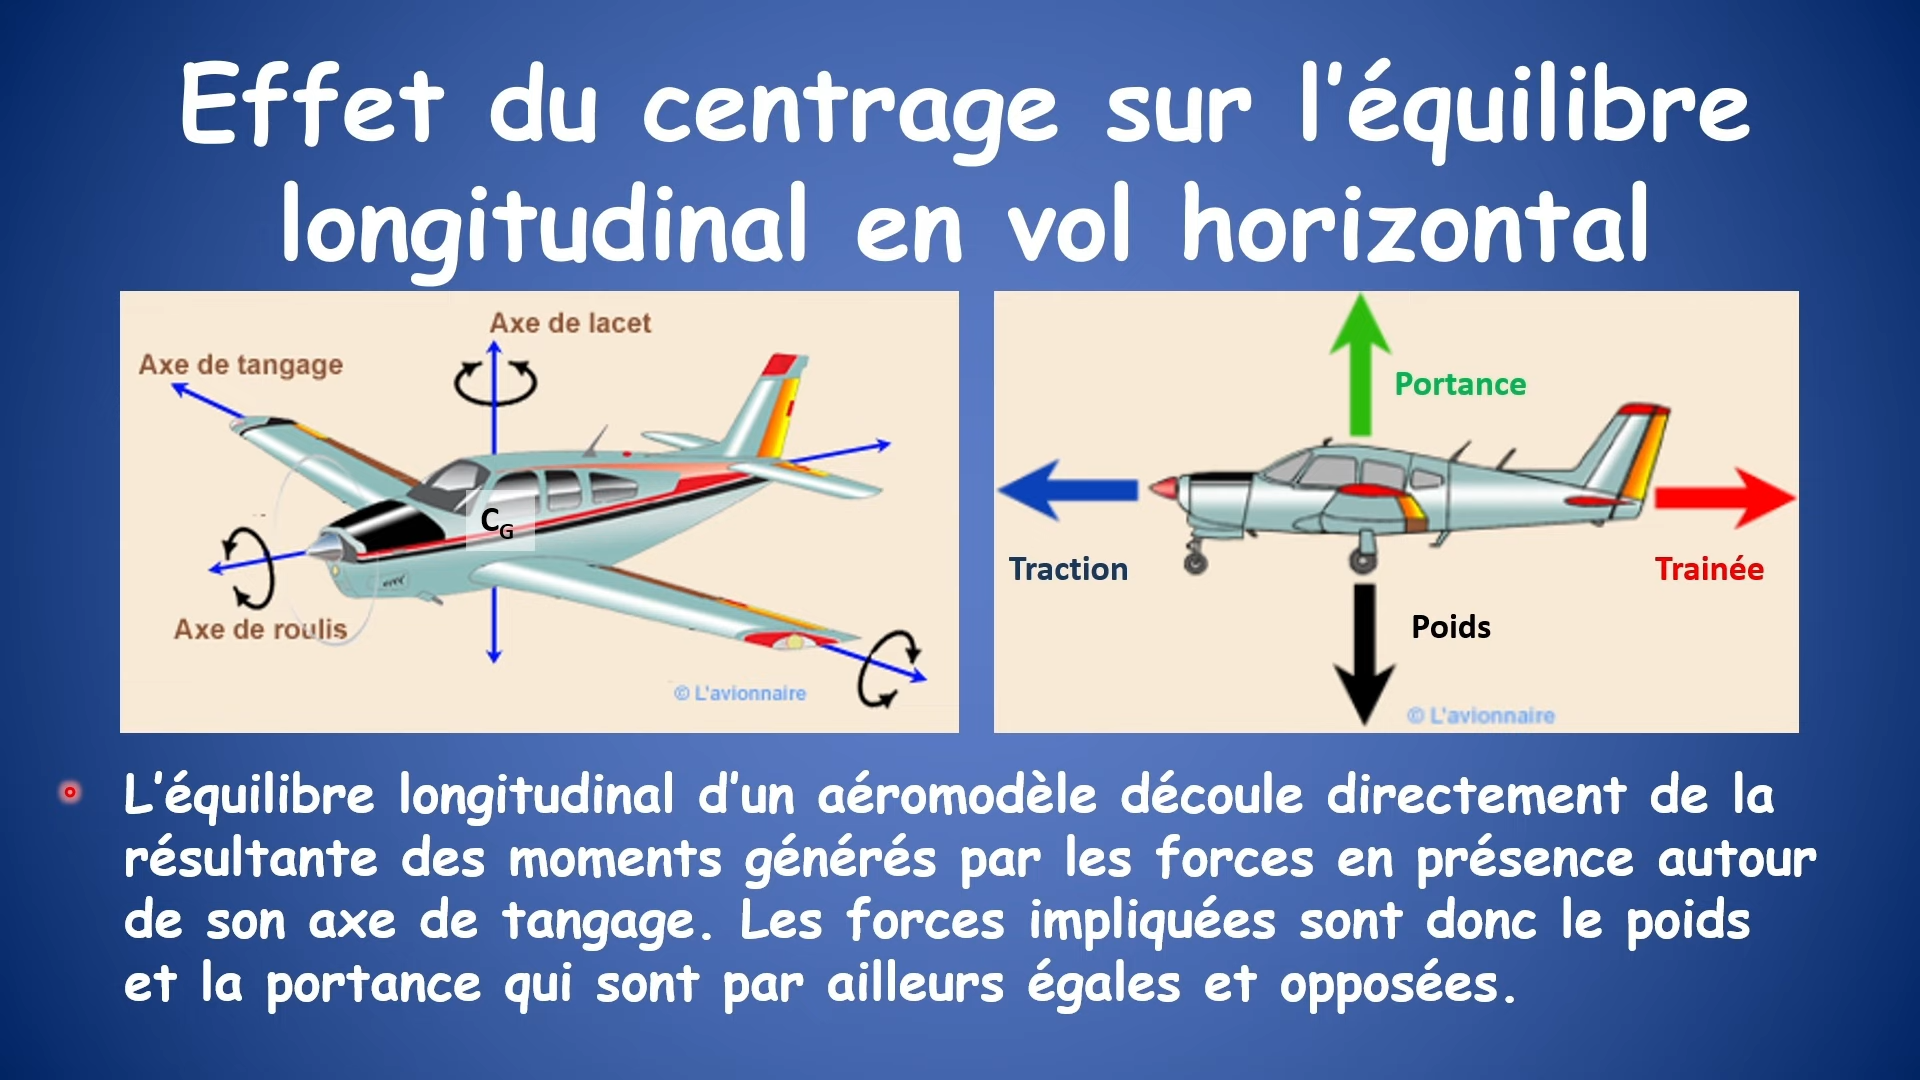 Effet du centrage sur l'équilibre
longitudinal en vol horizontal
Axe de lacet
Axe de tangage
C_G
Axe de roulis
© L'avionnaire
Portance
Traction
Trainée
Poids
© L'avionnaire
L'équilibre longitudinal d'un aéromodèle découle directement de la
résultante des moments générés par les forces en présence autour
de son axe de tangage. Les forces impliquées sont donc le poids
et la portance qui sont par ailleurs égales et opposées.